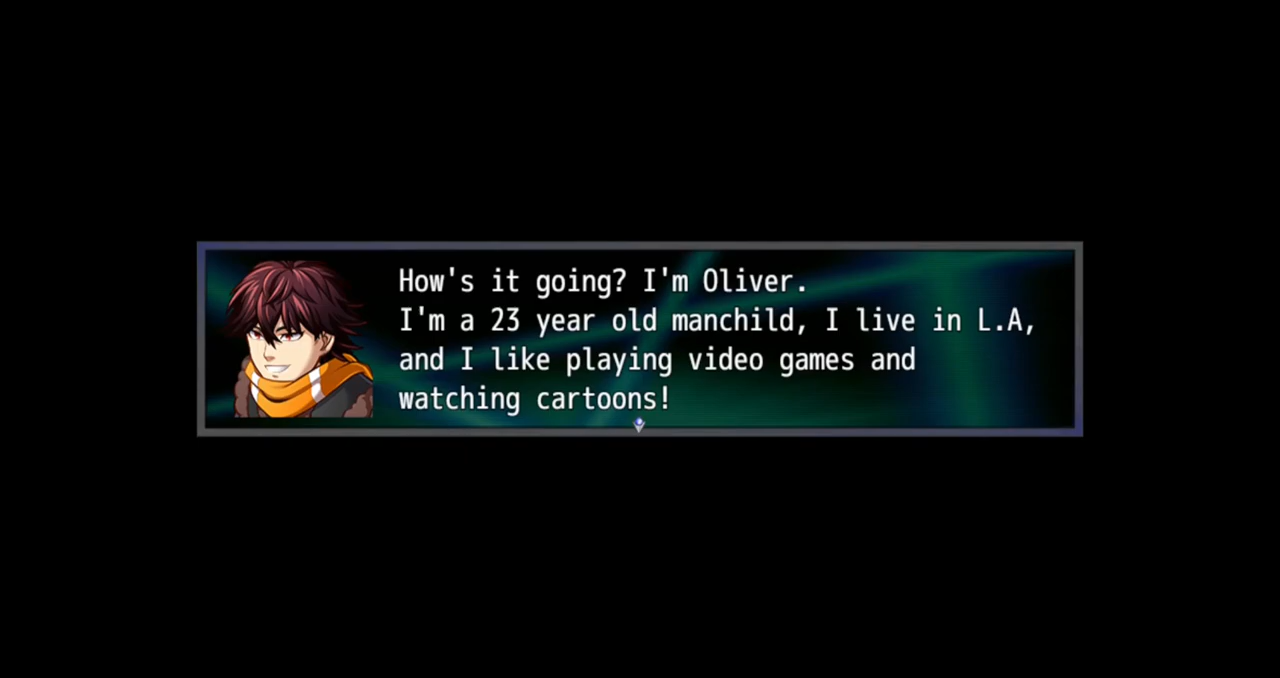 How's it going? I'm Oliver.
I'm a 23 year old manchild, I live in L.A,
and I like playing video games and
watching cartoons!